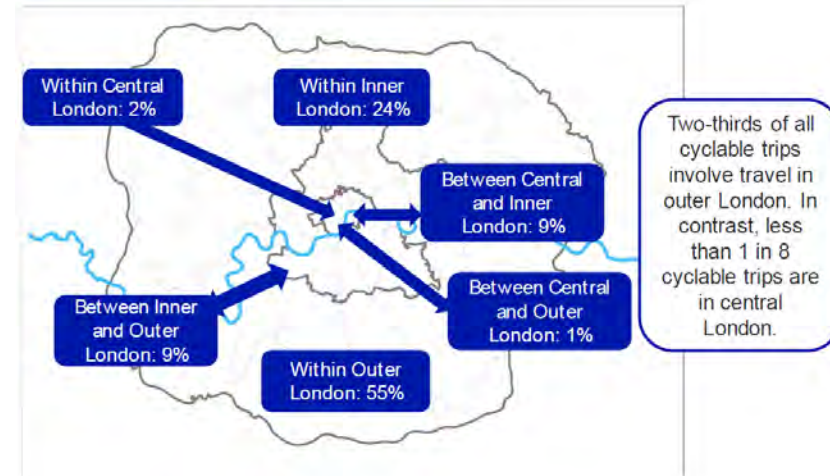 Within Central
London: 2%
Within Inner
London: 24%
Between Central
and Inner
London: 9%
Between Inner
and Outer
London: 9%
Between Central
and Outer
London: 1%
Within Outer
London: 55%
Two-thirds of all
cyclable trips
involve travel in
outer London. In
contrast, less
than 1 in 8
cyclable trips are
in central
London.